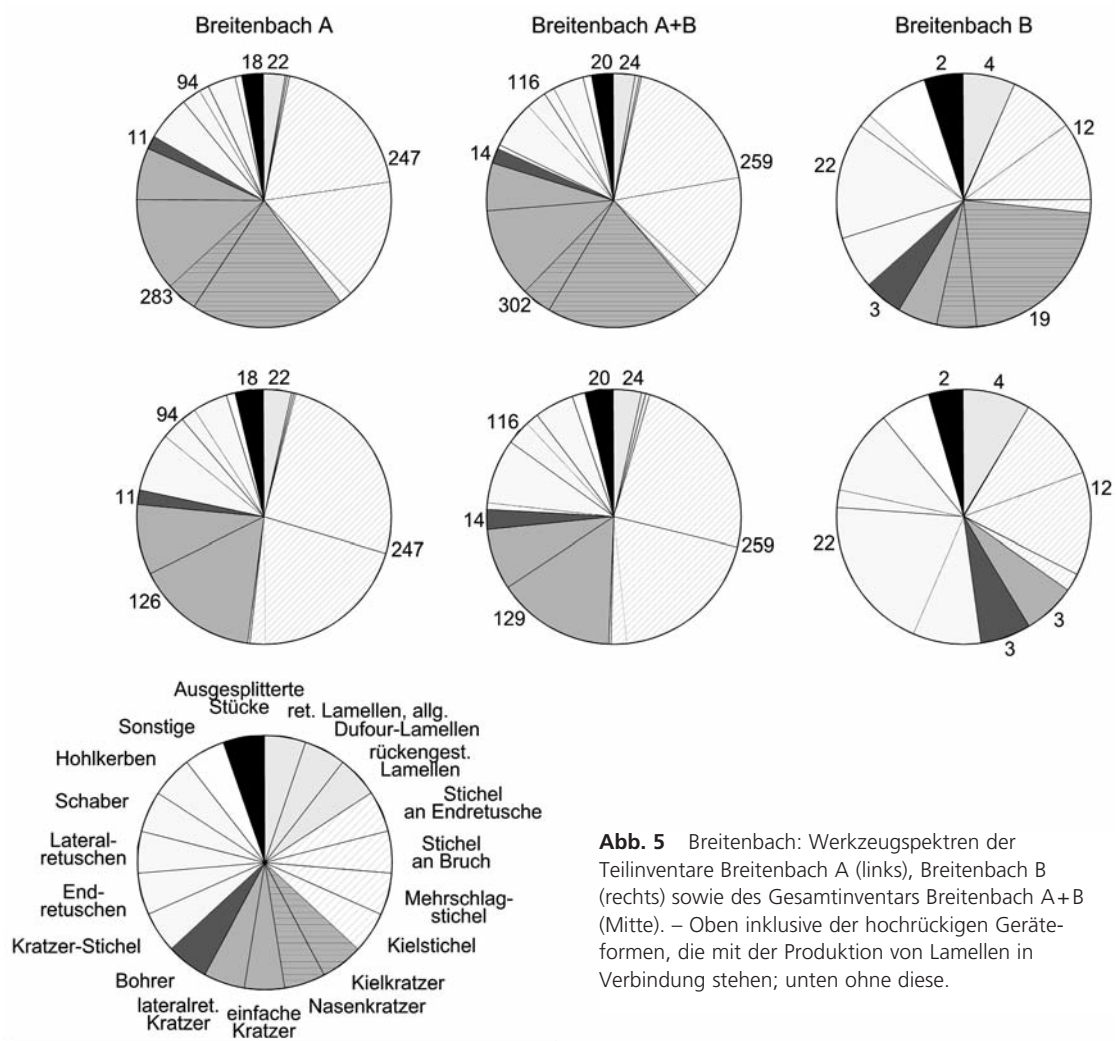 Breitenbach A
Breitenbach A+B
Breitenbach B
18 22
94
11
247
283
20 24
116
14
259
302
2 4
12
22
3
19
18 22
94
11
247
126
20 24
116
14
259
129
2 4
12
22
3
3
Ausgesplitterte
Stücke
ret. Lamellen, allg.
Dufour-Lamellen
rückengest.
Lamellen
Stichel
an Endretusche
Stichel
an Bruch
Mehrschlag-
stichel
Kielstichel
Kielkratzer
Nasenkratzer
einfache
Kratzer
lateralret.
Kratzer
Bohrer
Kratzer-Stichel
End-
retuschen
Lateral-
retuschen
Schaber
Hohlkerben
Sonstige
Abb. 5 Breitenbach: Werkzeugspektren der
Teilinventare Breitenbach A (links), Breitenbach B
(rechts) sowie des Gesamtinventars Breitenbach A+B
(Mitte). – Oben inklusive der hochrückigen Geräte-
formen, die mit der Produktion von Lamellen in
Verbindung stehen; unten ohne diese.